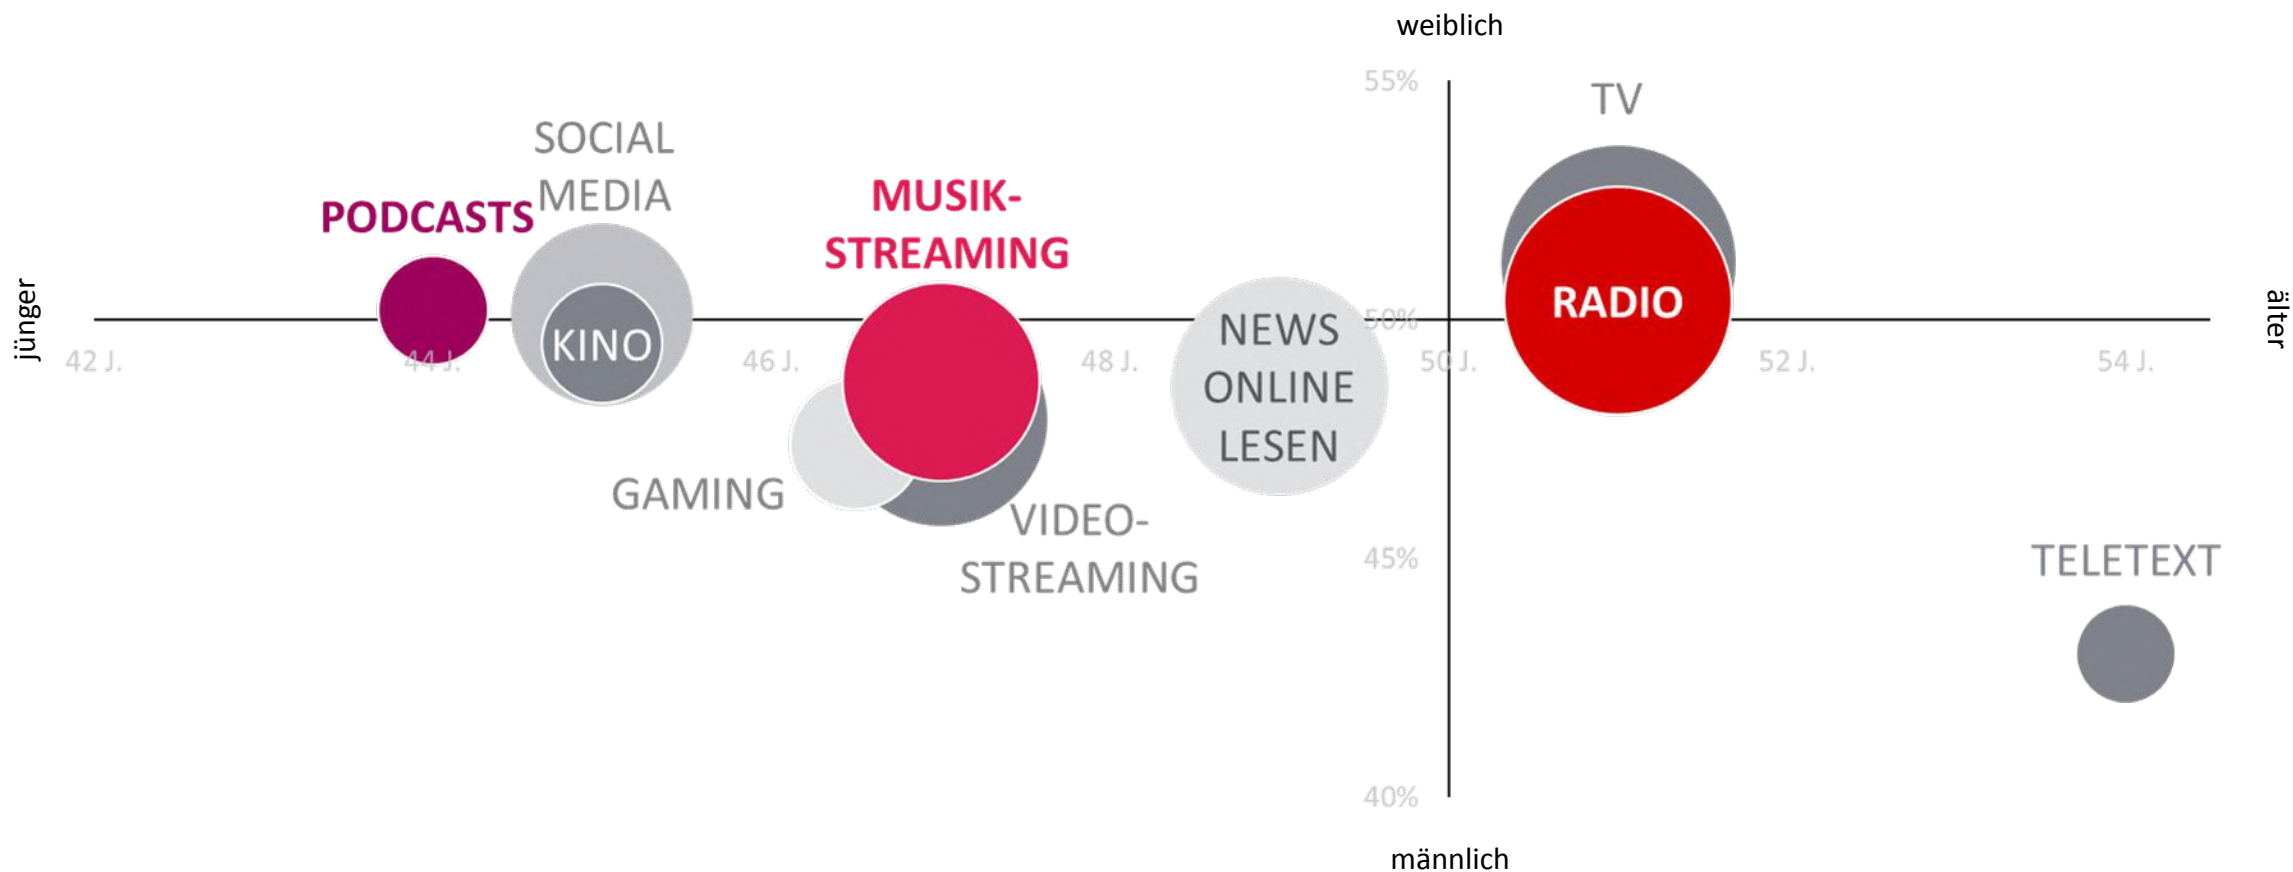 weiblich
55%
TV
SOCIAL
MEDIA
PODCASTS
MUSIK-
STREAMING
jünger
älter
RADIO
50%
KINO
NEWS
ONLINE
LESEN
42 J.
44 J.
46 J.
48 J.
50 J.
52 J.
54 J.
GAMING
VIDEO-
STREAMING
45%
TELETEXT
40%
männlich